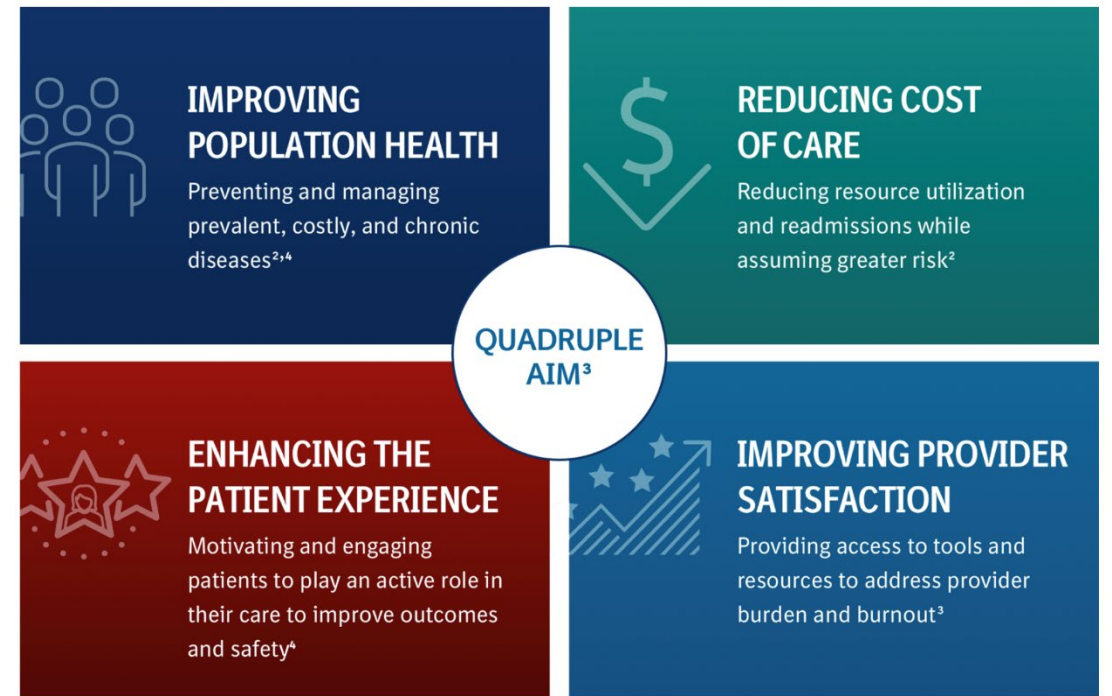 IMPROVING
POPULATION HEALTH
Preventing and managing
prevalent, costly, and chronic
diseases²,⁴
REDUCING COST
OF CARE
Reducing resource utilization
and readmissions while
assuming greater risk²
QUADRUPLE
AIM³
ENHANCING THE
PATIENT EXPERIENCE
Motivating and engaging
patients to play an active role in
their care to improve outcomes
and safety⁴
IMPROVING PROVIDER
SATISFACTION
Providing access to tools and
resources to address provider
burden and burnout³